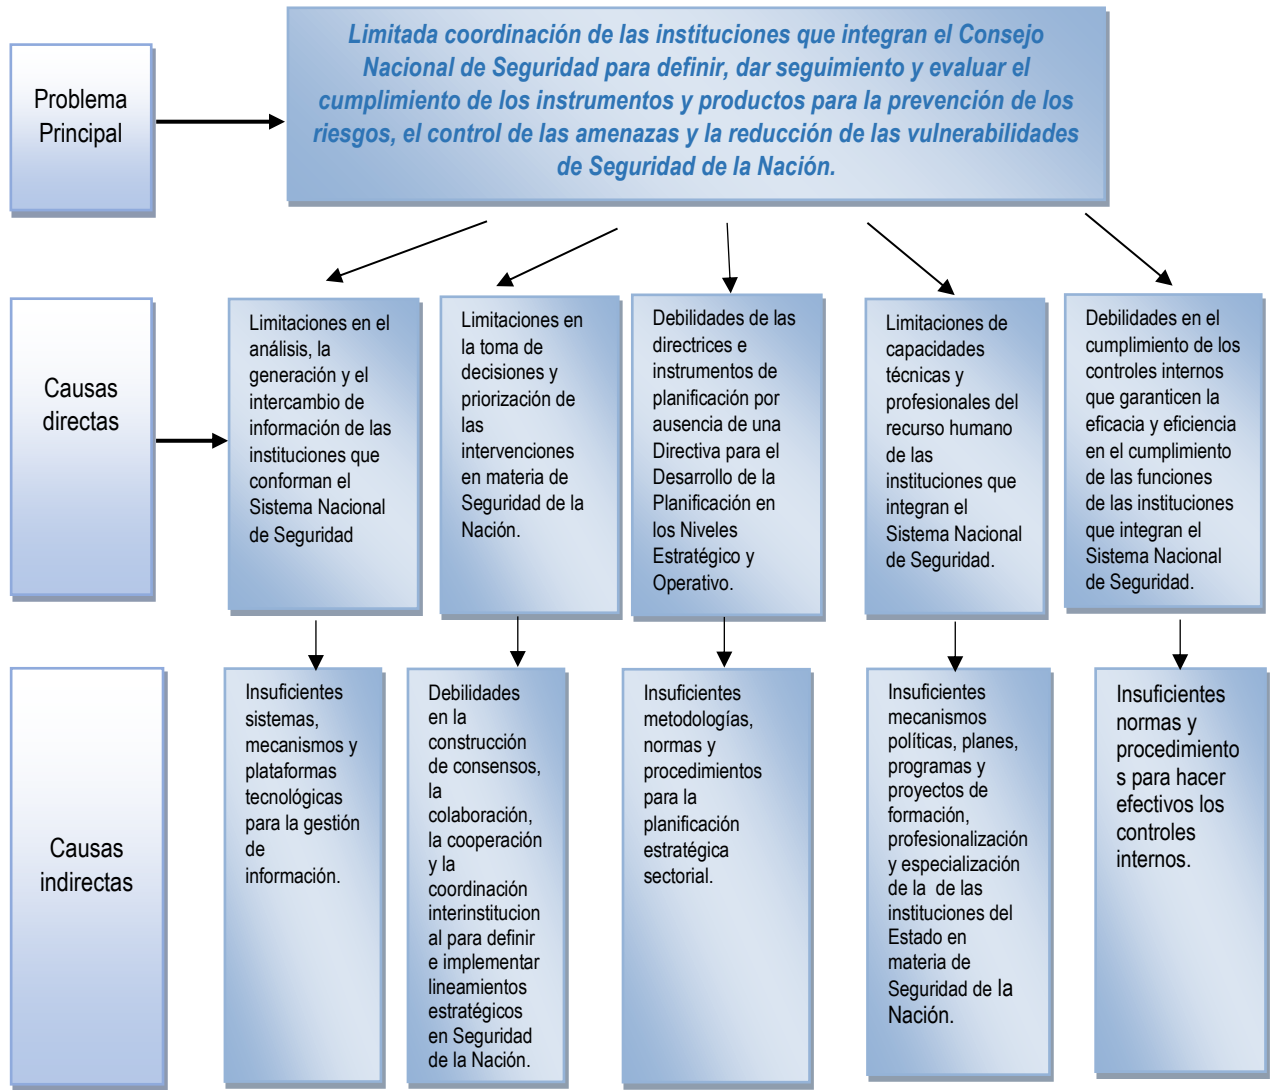 Problema
Principal
Limitada coordinación de las instituciones que integran el Consejo
Nacional de Seguridad para definir, dar seguimiento y evaluar el
cumplimiento de los instrumentos y productos para la prevención de los
riesgos, el control de las amenazas y la reducción de las vulnerabilidades
de Seguridad de la Nación.
Causas
directas
Limitaciones en el
análisis, la
generación y el
intercambio de
información de las
instituciones que
conforman el
Sistema Nacional
de Seguridad
Limitaciones en
la toma de
decisiones y
priorización de
las
intervenciones
en materia de
Seguridad de la
Nación.
Debilidades de las
directrices e
instrumentos de
planificación por
ausencia de una
Directiva para el
Desarrollo de la
Planificación en
los Niveles
Estratégico y
Operativo.
Limitaciones de
capacidades
técnicas y
profesionales del
recurso humano
de las
instituciones que
integran el
Sistema Nacional
de Seguridad.
Debilidades en el
cumplimiento de los
controles internos
que garanticen la
eficacia y eficiencia
en el cumplimiento
de las funciones
de las instituciones
que integran el
Sistema Nacional
de Seguridad.
Causas
indirectas
Insuficientes
sistemas,
mecanismos y
plataformas
tecnológicas
para la gestión
de
información.
Debilidades
en la
construcción
de consensos,
la
colaboración,
la cooperación
y la
coordinación
interinstitucion
al para definir
e implementar
lineamientos
estratégicos
en Seguridad
de la Nación.
Insuficientes
metodologías,
normas y
procedimientos
para la
planificación
estratégica
sectorial.
Insuficientes
mecanismos
políticas, planes,
programas y
proyectos de
formación,
profesionalización
y especialización
de la  de las
instituciones del
Estado en
materia de
Seguridad de la
Nación.
Insuficientes
normas y
procedimiento
s para hacer
efectivos los
controles
internos.